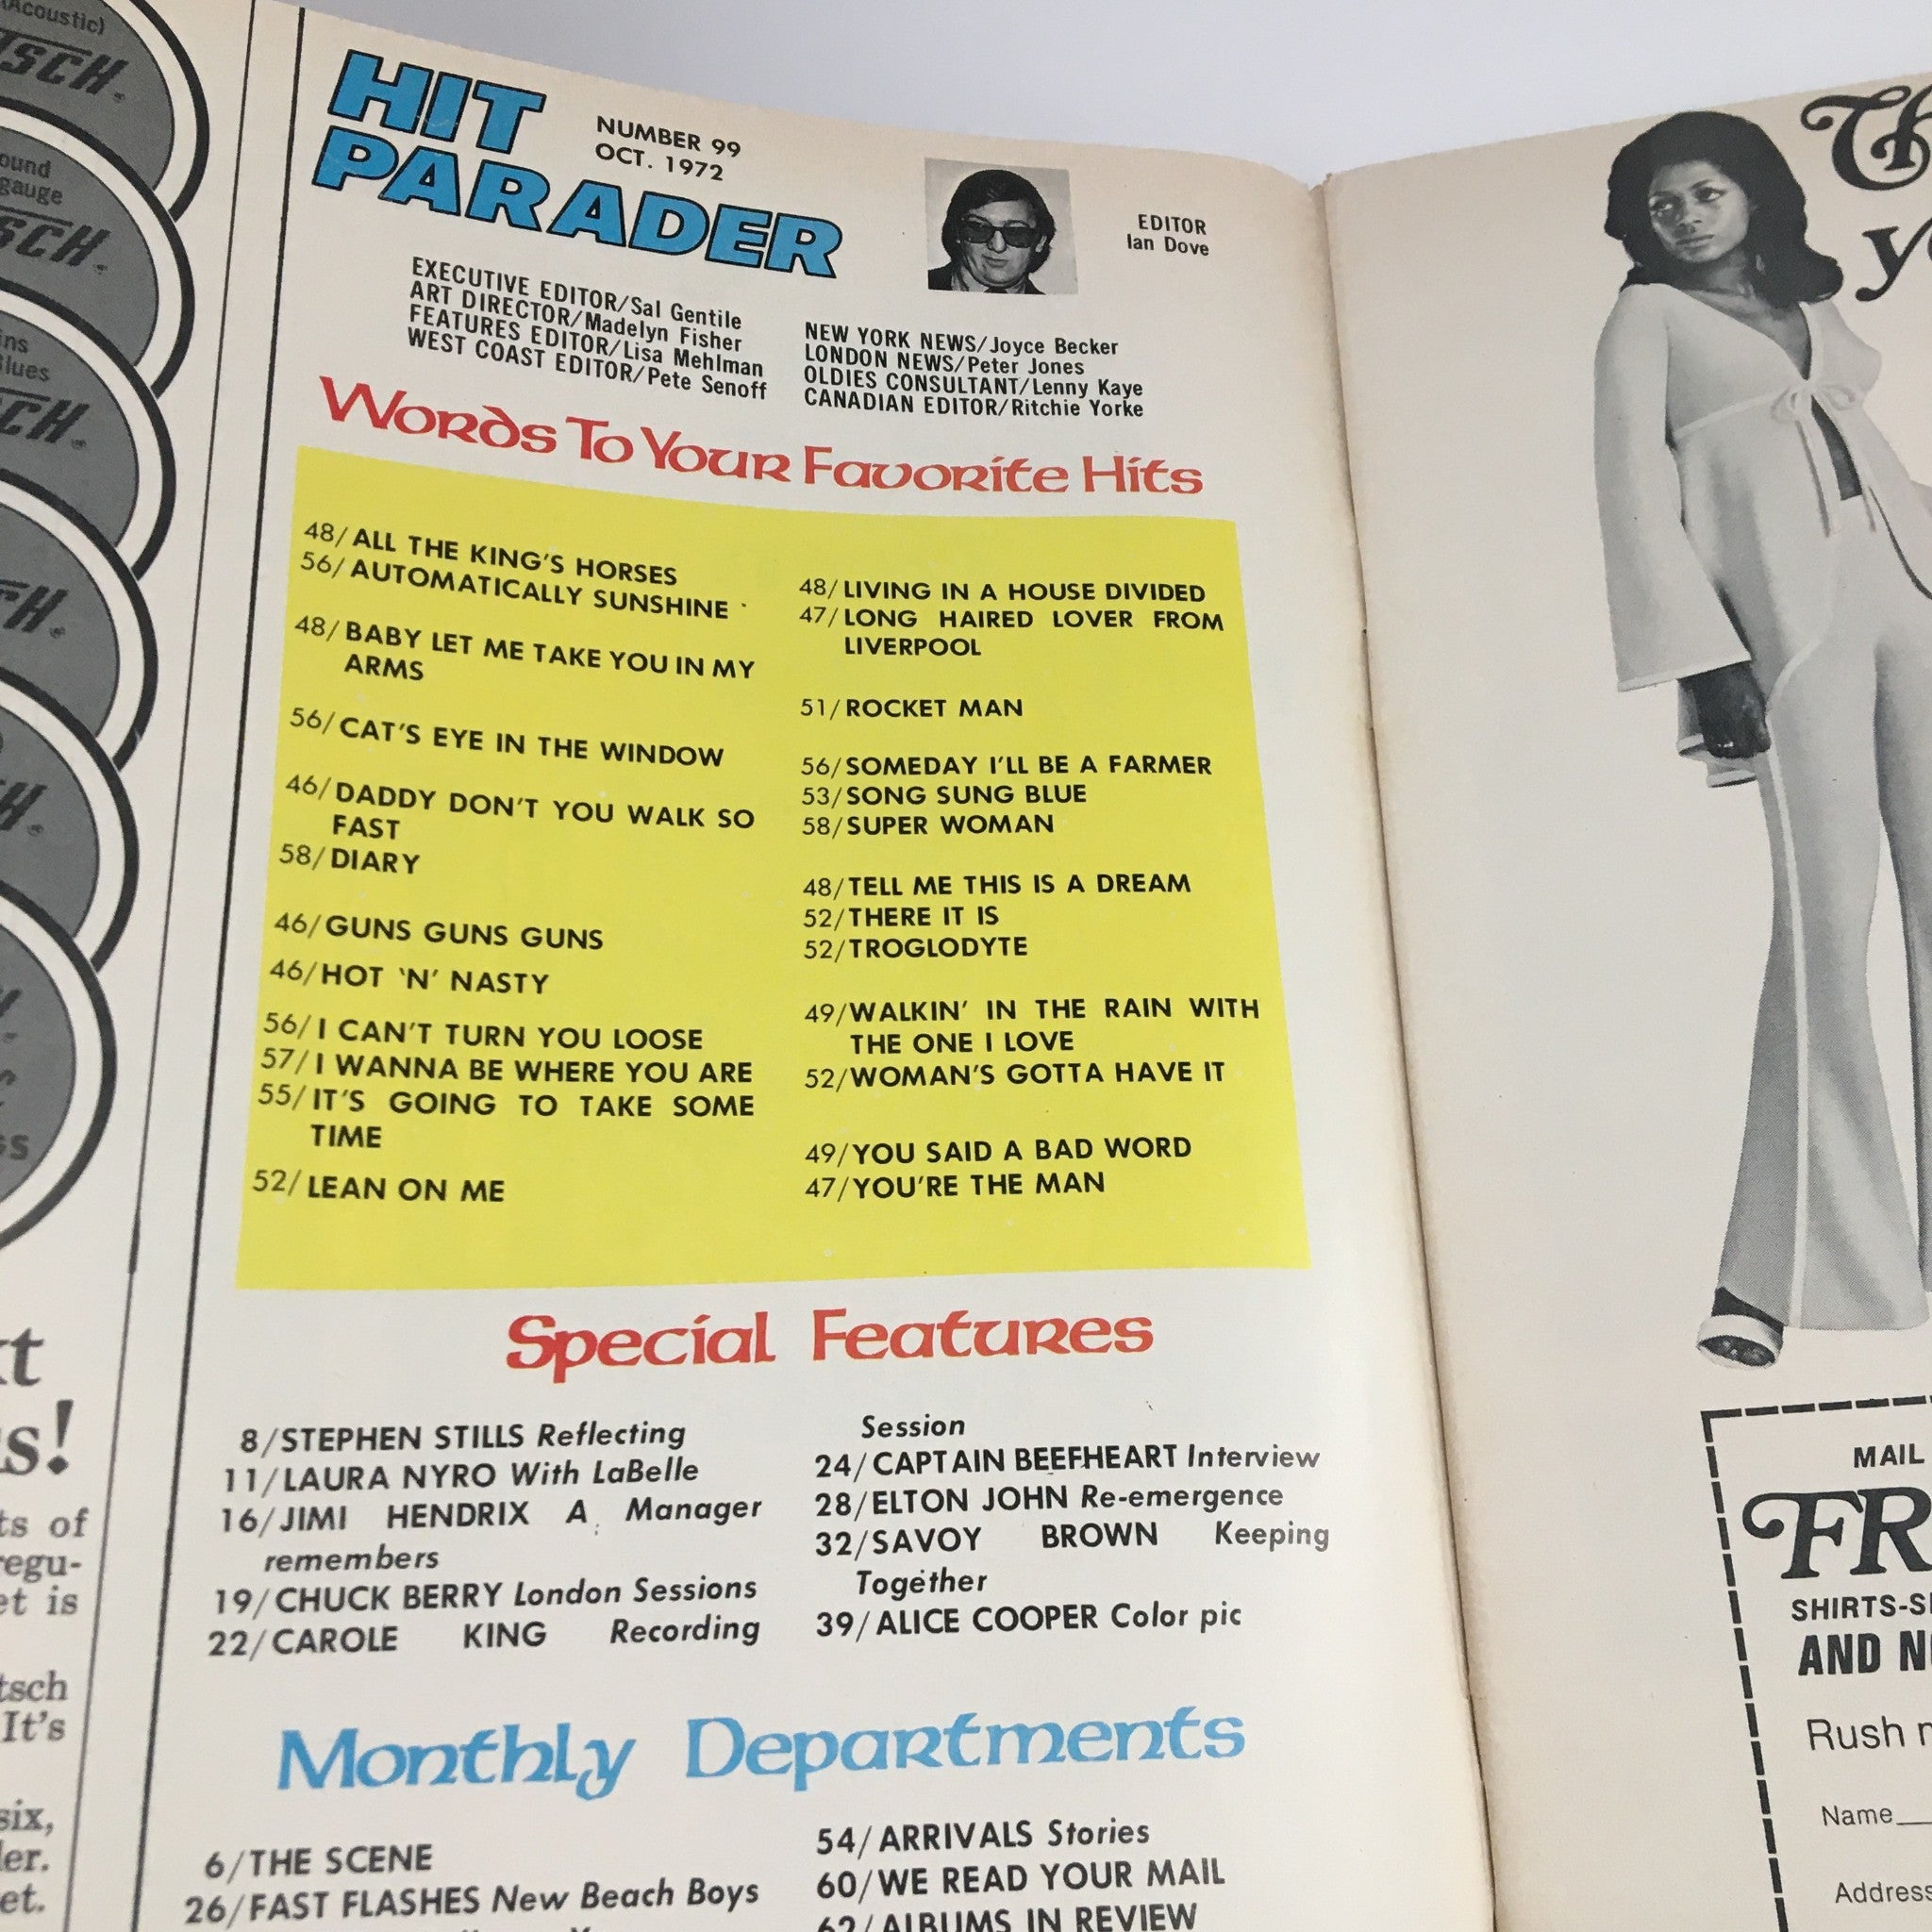 (Acoustic)
HIT
PARADER
NUMBER 99
OCT. 1972
EDITOR
Ian Dove
EXECUTIVE EDITOR/Sal Gentile
ART DIRECTOR/Madelyn Fisher
FEATURES EDITOR/Lisa Mehlman
WEST COAST EDITOR/Pete Senoff
NEW YORK NEWS/Joyce Becker
LONDON NEWS/Peter Jones
OLDIES CONSULTANT/Lenny Kaye
CANADIAN EDITOR/Ritchie Yorke
Words To Your Favorite Hits
48/ALL THE KING'S HORSES
56/AUTOMATICALLY SUNSHINE
48/BABY LET ME TAKE YOU IN MY
ARMS
56/CAT'S EYE IN THE WINDOW
46/DADDY DON'T YOU WALK SO
FAST
58/DIARY
46/GUNS GUNS GUNS
46/HOT 'N' NASTY
56/I CAN'T TURN YOU LOOSE
57/I WANNA BE WHERE YOU ARE
55/IT'S GOING TO TAKE SOME
TIME
52/LEAN ON ME
48/LIVING IN A HOUSE DIVIDED
47/LONG HAIRED LOVER FROM
LIVERPOOL
51/ROCKET MAN
56/SOMEDAY I'LL BE A FARMER
53/SONG SUNG BLUE
58/SUPER WOMAN
48/TELL ME THIS IS A DREAM
52/THERE IT IS
52/TROGLODYTE
49/WALKIN' IN THE RAIN WITH
THE ONE I LOVE
52/WOMAN'S GOTTA HAVE IT
49/YOU SAID A BAD WORD
47/YOU'RE THE MAN
Special Features
8/STEPHEN STILLS Reflecting
11/LAURA NYRO With LaBelle
16/JIMI HENDRIX A Manager
remembers
19/CHUCK BERRY London Sessions
22/CAROLE KING Recording
Session
24/CAPTAIN BEEFHEART Interview
28/ELTON JOHN Re-emergence
32/SAVOY BROWN Keeping
Together
39/ALICE COOPER Color pic
Monthly Departments
6/THE SCENE
26/FAST FLASHES New Beach Boys
54/ARRIVALS Stories
60/WE READ YOUR MAIL
62/ALBUMS IN REVIEW
gauge
of
is
It's
six,
MAIL
AND
Rush
Name
Address